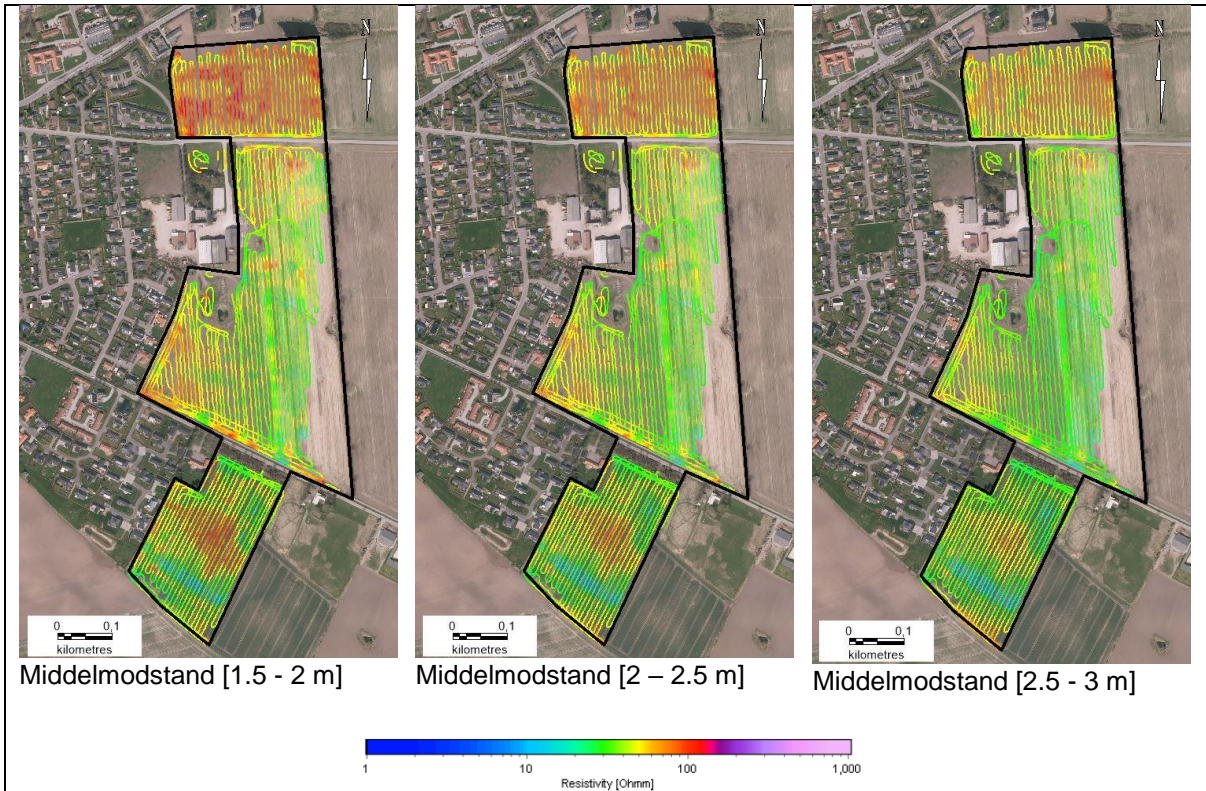 N
N
N
0 0,1
kilometres
0 0,1
kilometres
0 0,1
kilometres
Middelmodstand [1.5 - 2 m]
Middelmodstand [2 – 2.5 m]
Middelmodstand [2.5 - 3 m]
1 10 100 1,000
Resistivity [Ohmm]